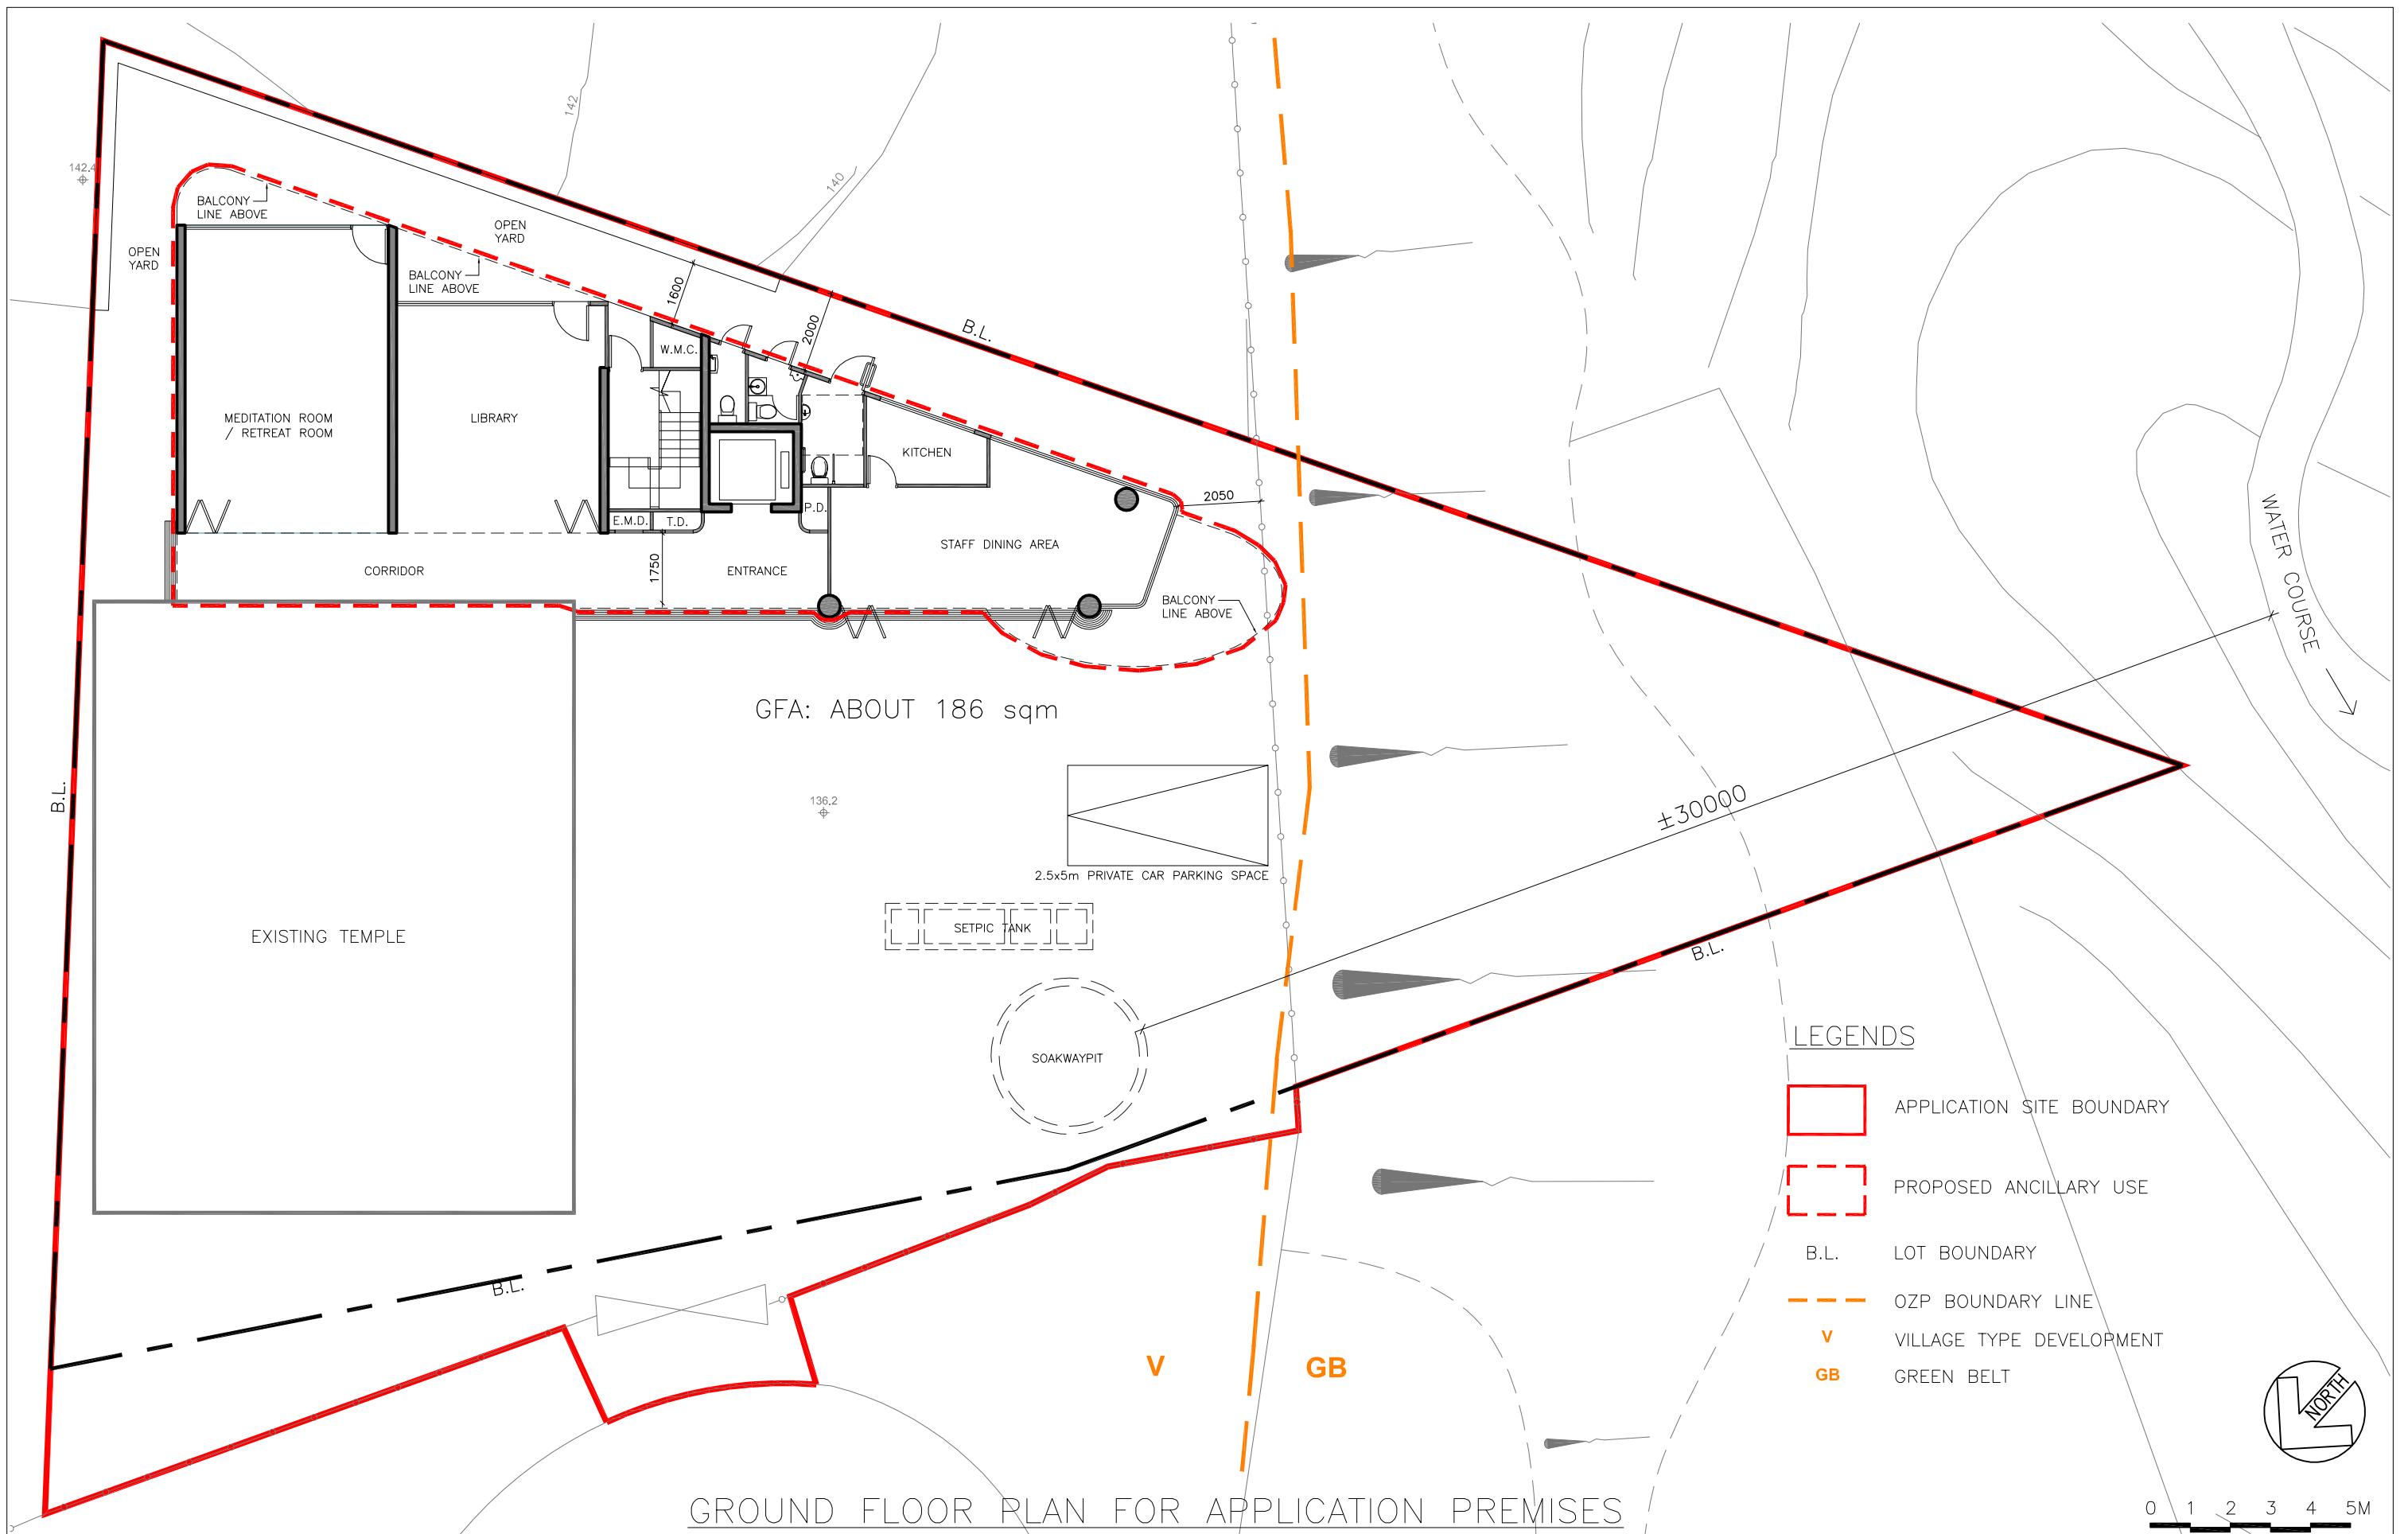 142
142.4
140
BALCONY
LINE ABOVE
OPEN
YARD
OPEN
YARD
BALCONY
LINE ABOVE
1600
2000
B.L.
W.M.C.
MEDITATION ROOM
/ RETREAT ROOM
LIBRARY
KITCHEN
2050
P.D.
E.M.D.
T.D.
STAFF DINING AREA
CORRIDOR
1750
ENTRANCE
BALCONY
LINE ABOVE
WATER COURSE
GFA: ABOUT 186 sqm
B.L.
136.2
±30000
2.5x5m PRIVATE CAR PARKING SPACE
SETPIC TANK
EXISTING TEMPLE
B.L.
SOAKWAYPIT
B.L.
V
GB
LEGENDS
APPLICATION SITE BOUNDARY
PROPOSED ANCILLARY USE
B.L. LOT BOUNDARY
OZP BOUNDARY LINE
V VILLAGE TYPE DEVELOPMENT
GB GREEN BELT
NORTH
GROUND FLOOR PLAN FOR APPLICATION PREMISES
0 1 2 3 4 5M